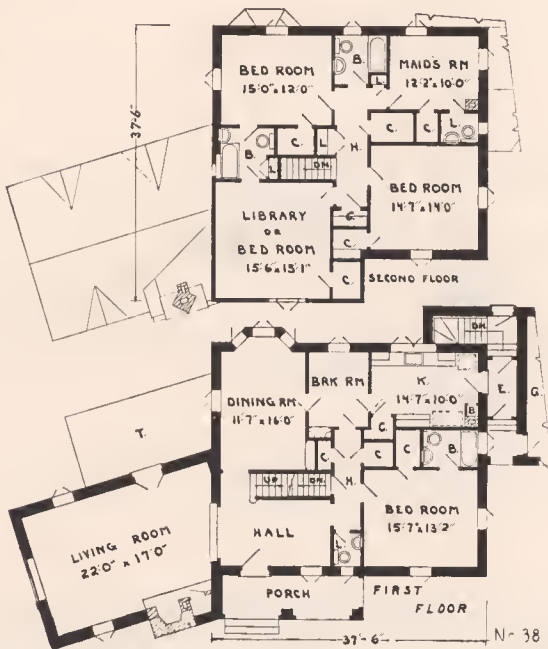 37'-6"
BED ROOM
15'0" x 12'0"
B.
L.
MAID'S RM
12'2" x 10'0"
B.
C.
L
H.
C.
C.
L.
L
DN.
LIBRARY
OR
BED ROOM
15'6" x 15'1"
C.
C.
C.
BED ROOM
14'7" x 14'0"
SECOND FLOOR
DN.
T.
DINING RM.
11'7" x 16'0"
BRK RM
K.
14'7" x 10'0"
B
E.
G.
C.
C.
C
C
B.
UP
DN.
H.
LIVING ROOM
22'0" x 17'0"
HALL
L.
BED ROOM
15'7" x 13'2"
PORCH
FIRST
FLOOR
37'-6"
No 38